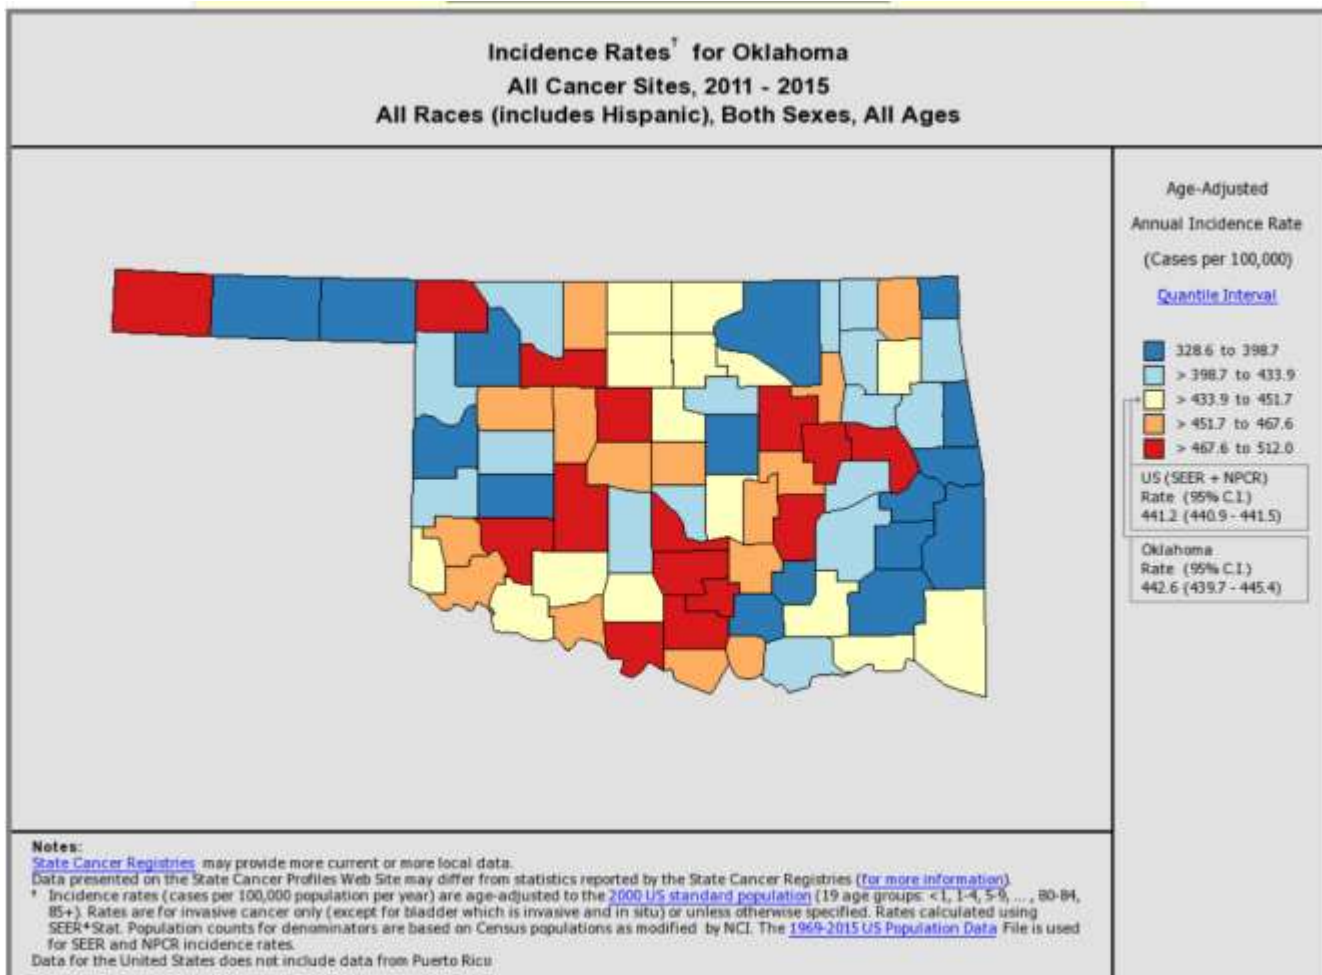 Incidence Rates† for Oklahoma
All Cancer Sites, 2011 - 2015
All Races (includes Hispanic), Both Sexes, All Ages
Age-Adjusted
Annual Incidence Rate
(Cases per 100,000)
Quantile Interval
328.6 to 398.7
> 398.7 to 433.9
> 433.9 to 451.7
> 451.7 to 467.6
> 467.6 to 512.0
US (SEER + NPCR)
Rate (95% C.I.)
441.2 (440.9 - 441.5)
Oklahoma
Rate (95% C.I.)
442.6 (439.7 - 445.4)
Notes:
State Cancer Registries may provide more current or more local data.
Data presented on the State Cancer Profiles Web Site may differ from statistics reported by the State Cancer Registries (for more information).
† Incidence rates (cases per 100,000 population per year) are age-adjusted to the 2000 US standard population (19 age groups: <1, 1-4, 5-9, ... , 80-84,
85+). Rates are for invasive cancer only (except for bladder which is invasive and in situ) or unless otherwise specified. Rates calculated using
SEER*Stat. Population counts for denominators are based on Census populations as modified by NCI. The 1969-2015 US Population Data File is used
for SEER and NPCR incidence rates.
Data for the United States does not include data from Puerto Rico